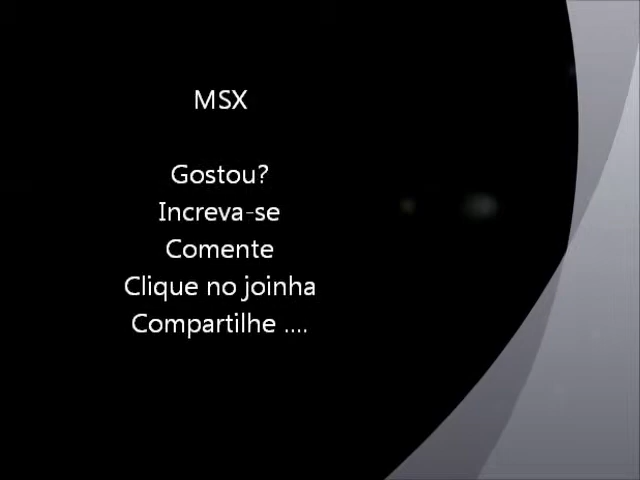 MSX
Gostou?
Increva-se
Comente
Clique no joinha
Compartilhe ....